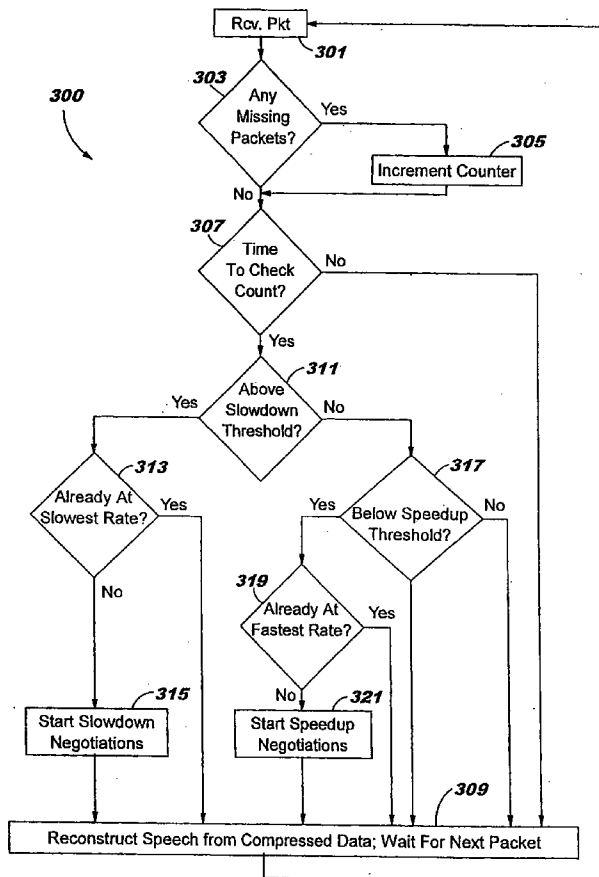 Rcv. Pkt
301
303
Any
Missing
Packets?
Yes
300
305
Increment Counter
No
307
Time
To Check
Count?
No
Yes
311
Above
Slowdown
Threshold?
Yes
No
313
Already At
Slowest Rate?
Yes
No
317
Below Speedup
Threshold?
Yes
No
319
Already At
Fastest Rate?
Yes
No
315
Start Slowdown
Negotiations
321
Start Speedup
Negotiations
309
Reconstruct Speech from Compressed Data; Wait For Next Packet